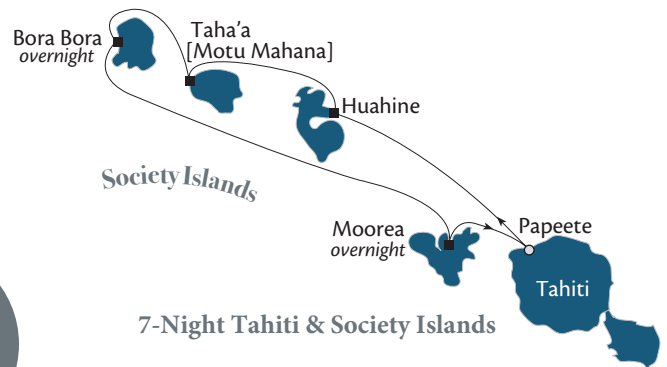 Taha'a
[Motu Mahana]
Bora Bora
overnight
Huahine
Society Islands
Moorea
overnight
Papeete
Tahiti
7-Night Tahiti & Society Islands